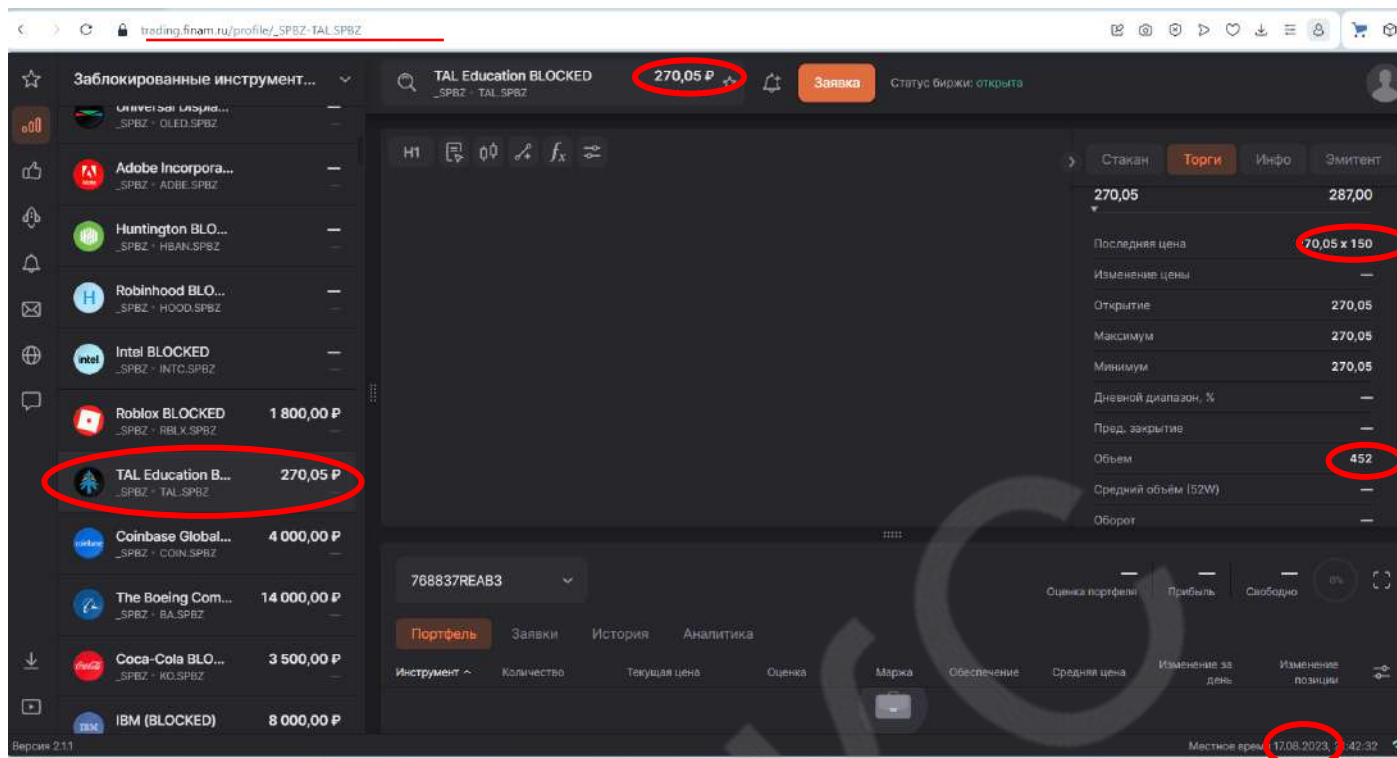 trading.finam.ru/profile/_SPBZ-TAL.SPBZ
Заблокированные инструмент...
Universal Displa...
_SPBZ · OLED.SPBZ
—
Adobe Incorpora...
_SPBZ · ADBE.SPBZ
—
Huntington BLO...
_SPBZ · HBAN.SPBZ
—
Robinhood BLO...
_SPBZ · HOOD.SPBZ
—
Intel BLOCKED
_SPBZ · INTC.SPBZ
—
Roblox BLOCKED 1 800,00 ₽
_SPBZ · RBLX.SPBZ
TAL Education B... 270,05 ₽
_SPBZ · TAL.SPBZ
Coinbase Global... 4 000,00 ₽
_SPBZ · COIN.SPBZ
The Boeing Com... 14 000,00 ₽
_SPBZ · BA.SPBZ
Coca-Cola BLO... 3 500,00 ₽
_SPBZ · KO.SPBZ
IBM (BLOCKED) 8 000,00 ₽
TAL Education BLOCKED 270,05 ₽
_SPBZ · TAL.SPBZ
Заявка
Статус биржи: открыта
H1
Стакан Торги Инфо Эмитент
270,05 287,00
Последняя цена 70,05 x 150
Изменение цены —
Открытие 270,05
Максимум 270,05
Минимум 270,05
Дневной диапазон, % —
Пред. закрытие —
Объем 452
Средний объём (52W) —
Оборот —
768837REAB3
Оценка портфеля Прибыль Свободно 0%
Портфель Заявки История Аналитика
Инструмент Количество Текущая цена Оценка Маржа Обеспечение Средняя цена Изменение за день Изменение позиции
Версия 2.1.1
Местное время 17.08.2023, :42:32